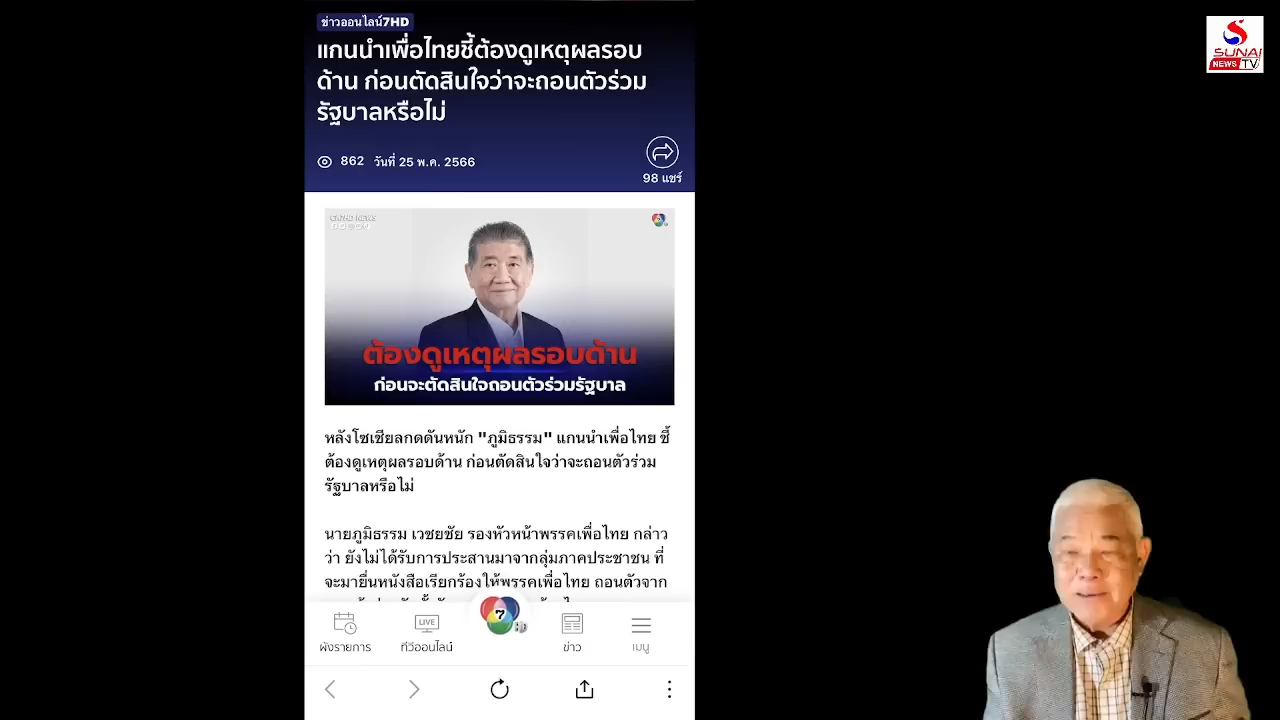 ข่าวออนไลน์7HD
แกนนำเพื่อไทยชี้ต้องดูเหตุผลรอบ
ด้าน ก่อนตัดสินใจว่าจะถอนตัวร่วม
รัฐบาลหรือไม่
862 วันที่ 25 พ.ค. 2566
98 แชร์
SUNAI
NEWS TV
ต้องดูเหตุผลรอบด้าน
ก่อนจะตัดสินใจถอนตัวร่วมรัฐบาล
หลังโซเชียลกดดันหนัก "ภูมิธรรม" แกนนำเพื่อไทย ชี้
ต้องดูเหตุผลรอบด้าน ก่อนตัดสินใจว่าจะถอนตัวร่วม
รัฐบาลหรือไม่
นายภูมิธรรม เวชยชัย รองหัวหน้าพรรคเพื่อไทย กล่าว
ว่า ยังไม่ได้รับการประสานมาจากลุ่มภาคประชาชน ที่
จะมายื่นหนังสือเรียกร้องให้พรรคเพื่อไทย ถอนตัวจาก
LIVE
7 HD
ผังรายการ ทีวีออนไลน์ ข่าว เมนู